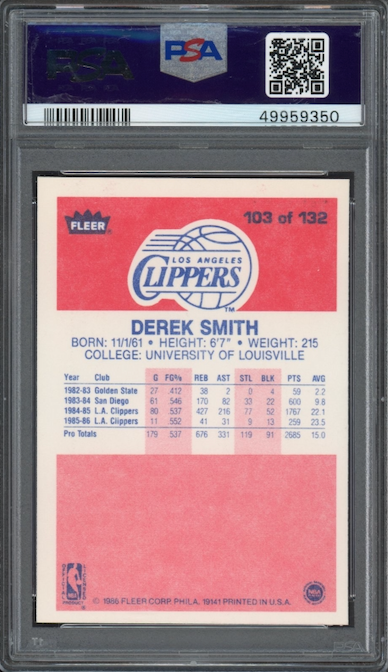 PSA
PSA
49959350
FLEER
103 of 132
LOS ANGELES
CLIPPERS
TM
DEREK SMITH
BORN: 11/1/61 • HEIGHT: 6'7" • WEIGHT: 215
COLLEGE: UNIVERSITY OF LOUISVILLE
Year Club G FG% REB AST STL BLK PTS AVG
1982-83 Golden State 27 .412 38 2 0 4 59 2.2
1983-84 San Diego 61 .546 170 82 33 22 600 9.8
1984-85 L.A. Clippers 80 .537 427 216 77 52 1767 22.1
1985-86 L.A. Clippers 11 .552 41 31 9 13 259 23.5
Pro Totals 179 .537 676 331 119 91 2685 15.0
NBA
© 1986 FLEER CORP. PHILA. 19141 PRINTED IN U.S.A.